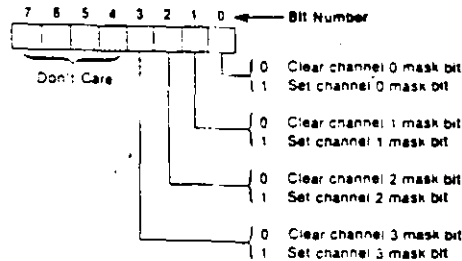 7 6 5 4 3 2 1 0 Bit Number
Don't Care
0 Clear channel 0 mask bit
1 Set channel 0 mask bit
0 Clear channel 1 mask bit
1 Set channel 1 mask bit
0 Clear channel 2 mask bit
1 Set channel 2 mask bit
0 Clear channel 3 mask bit
1 Set channel 3 mask bit